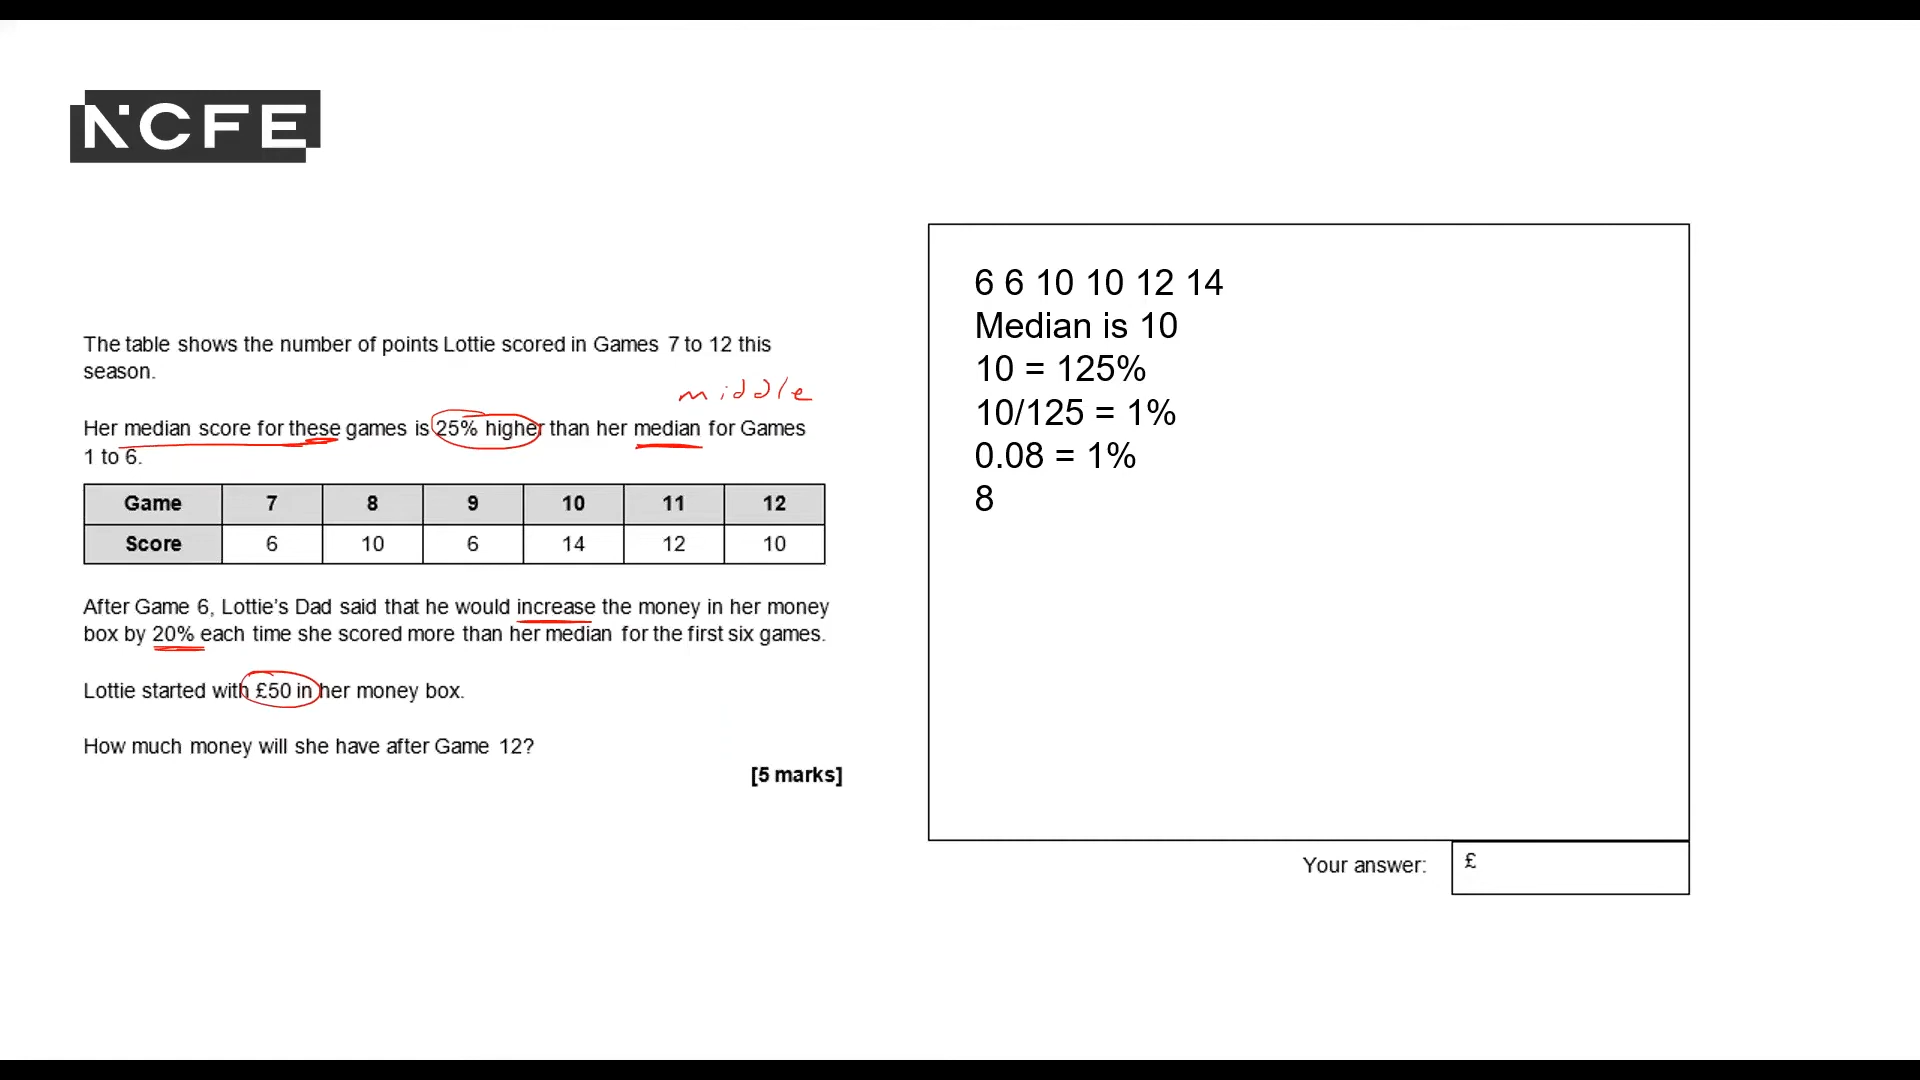 NCFE
The table shows the number of points Lottie scored in Games 7 to 12 this
season.
middle
Her median score for these games is 25% higher than her median for Games
1 to 6.
Game 7 8 9 10 11 12
Score 6 10 6 14 12 10
After Game 6, Lottie's Dad said that he would increase the money in her money
box by 20% each time she scored more than her median for the first six games.
Lottie started with £50 in her money box.
How much money will she have after Game 12?
[5 marks]
6 6 10 10 12 14
Median is 10
10 = 125%
10/125 = 1%
0.08 = 1%
8
Your answer: £